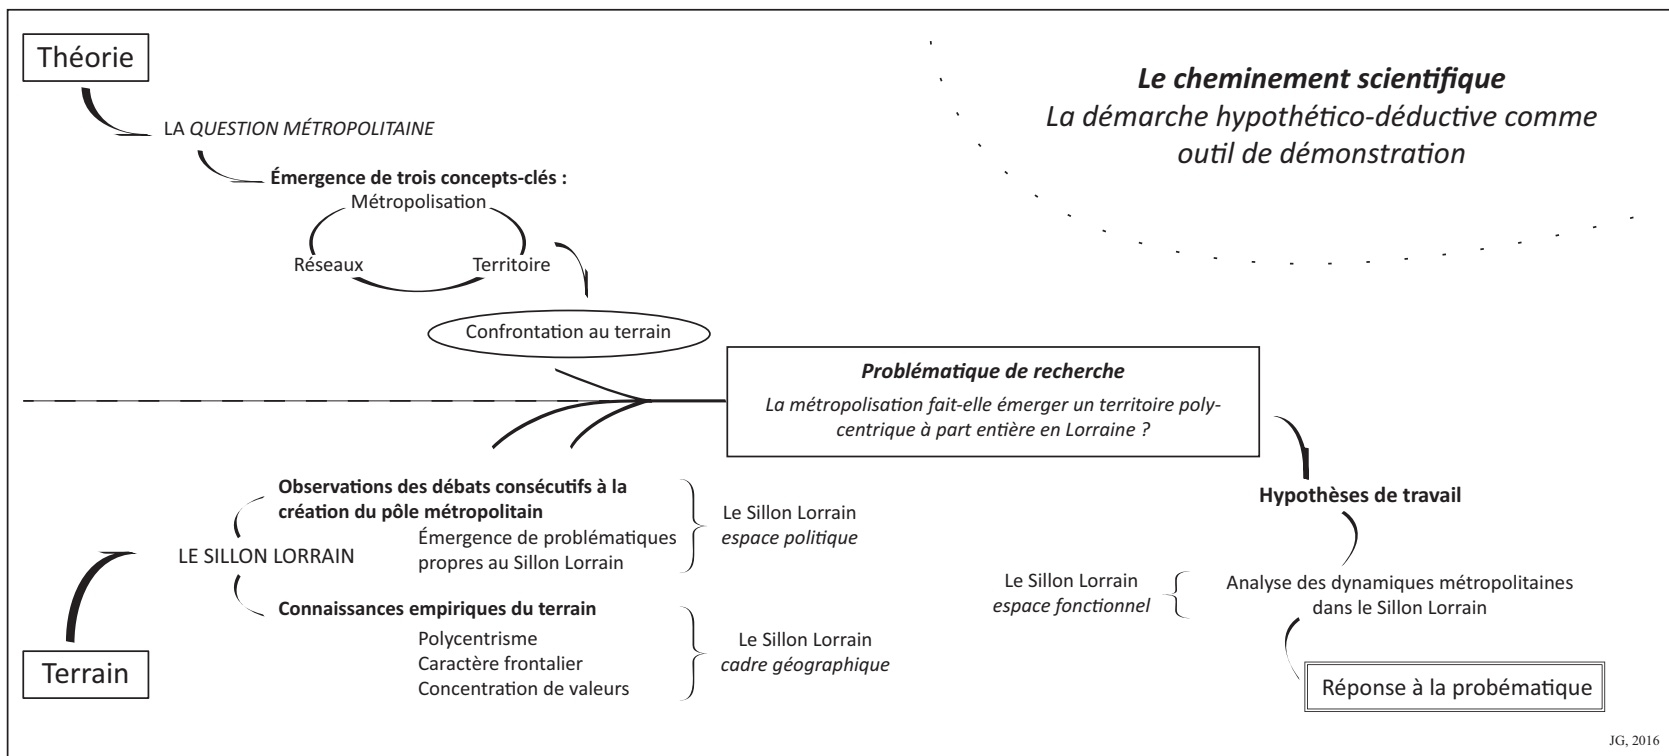 Théorie
LA QUESTION MÉTROPOLITAINE
Émergence de trois concepts-clés :
Métropolisation
Réseaux
Territoire
Confrontation au terrain
Le cheminement scientifique
La démarche hypothético-déductive comme
outil de démonstration
Problématique de recherche
La métropolisation fait-elle émerger un territoire poly-
centrique à part entière en Lorraine ?
Terrain
LE SILLON LORRAIN
Observations des débats consécutifs à la
création du pôle métropolitain
Émergence de problématiques
propres au Sillon Lorrain
Le Sillon Lorrain
espace politique
Connaissances empiriques du terrain
Polycentrisme
Caractère frontalier
Concentration de valeurs
Le Sillon Lorrain
cadre géographique
Hypothèses de travail
Le Sillon Lorrain
espace fonctionnel
Analyse des dynamiques métropolitaines
dans le Sillon Lorrain
Réponse à la probématique
JG, 2016